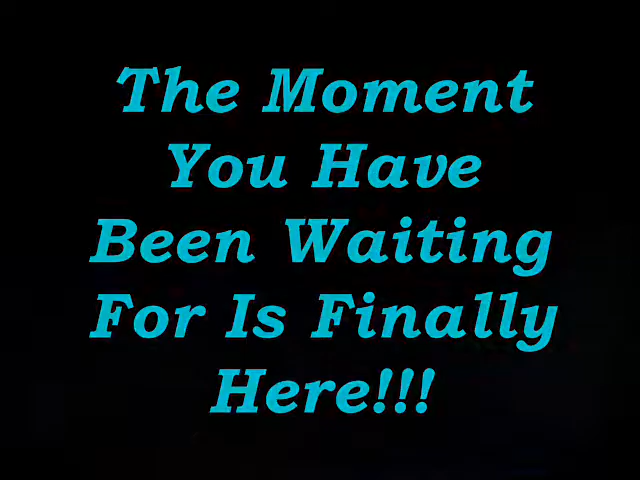 The Moment
You Have
Been Waiting
For Is Finally
Here!!!